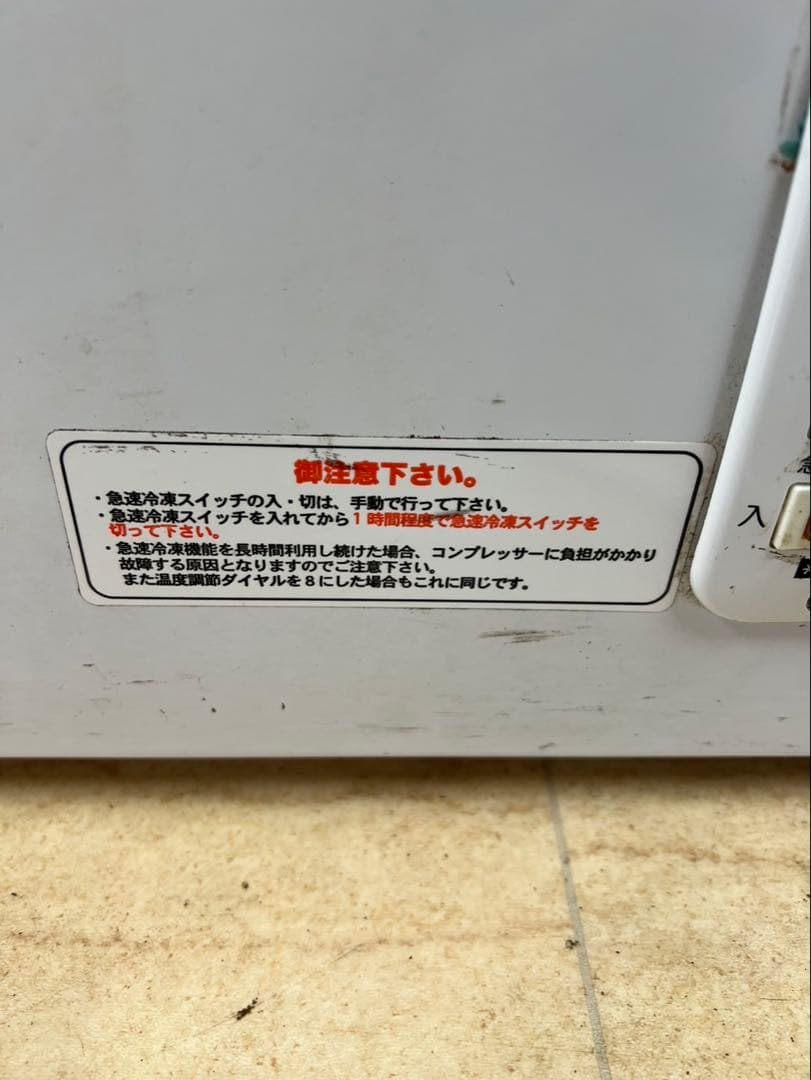 御注意下さい。
・急速冷凍スイッチの入・切は、手動で行って下さい。
・急速冷凍スイッチを入れてから1時間程度で急速冷凍スイッチを
切って下さい。
・急速冷凍機能を長時間利用し続けた場合、コンプレッサーに負担がかかり
故障する原因となりますのでご注意下さい。
また温度調節ダイヤルを8にした場合もこれに同じです。
入